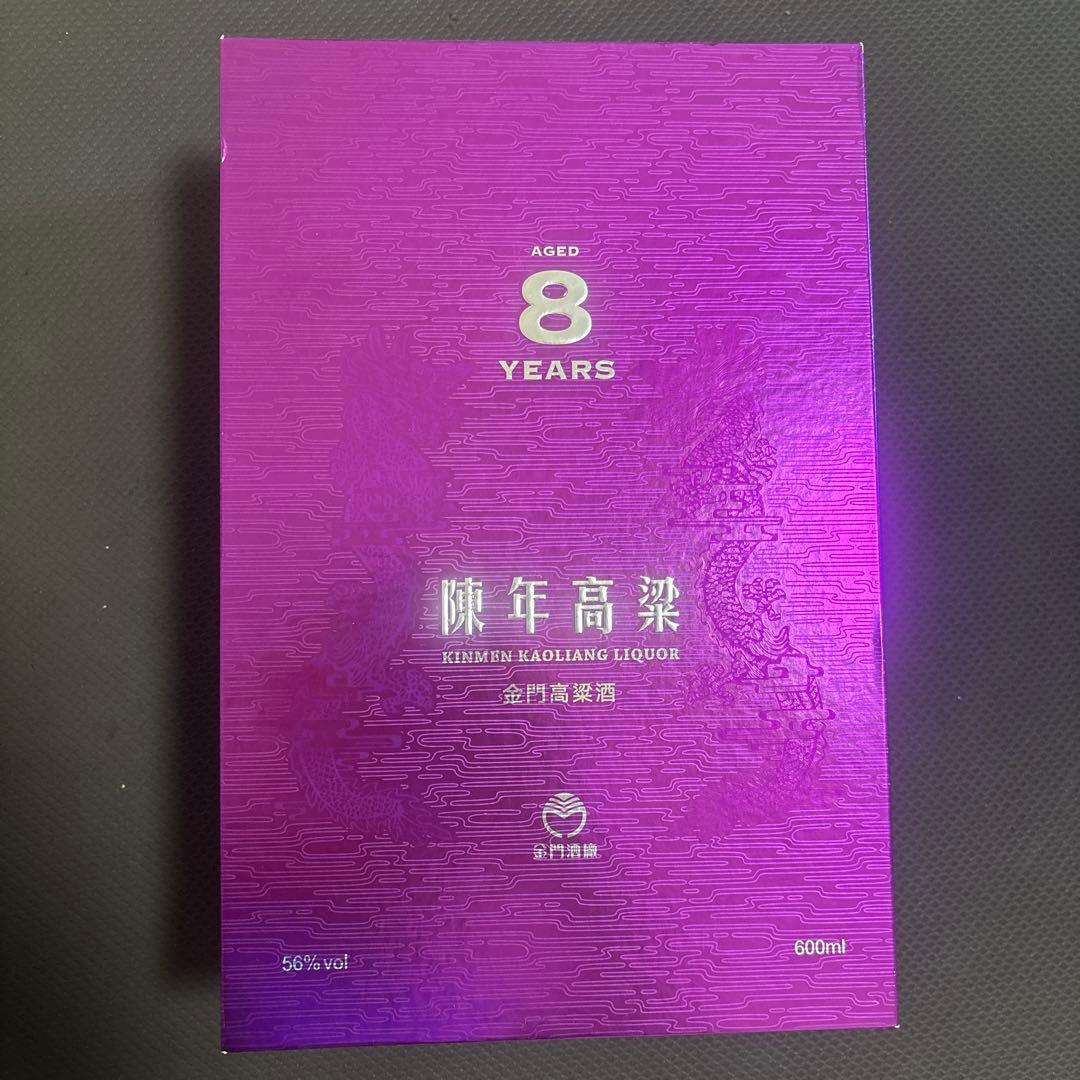 AGED
8
YEARS
陳年高粱
KINMEN KAOLIANG LIQUOR
金門高粱酒
金門酒廠
56% vol
600ml